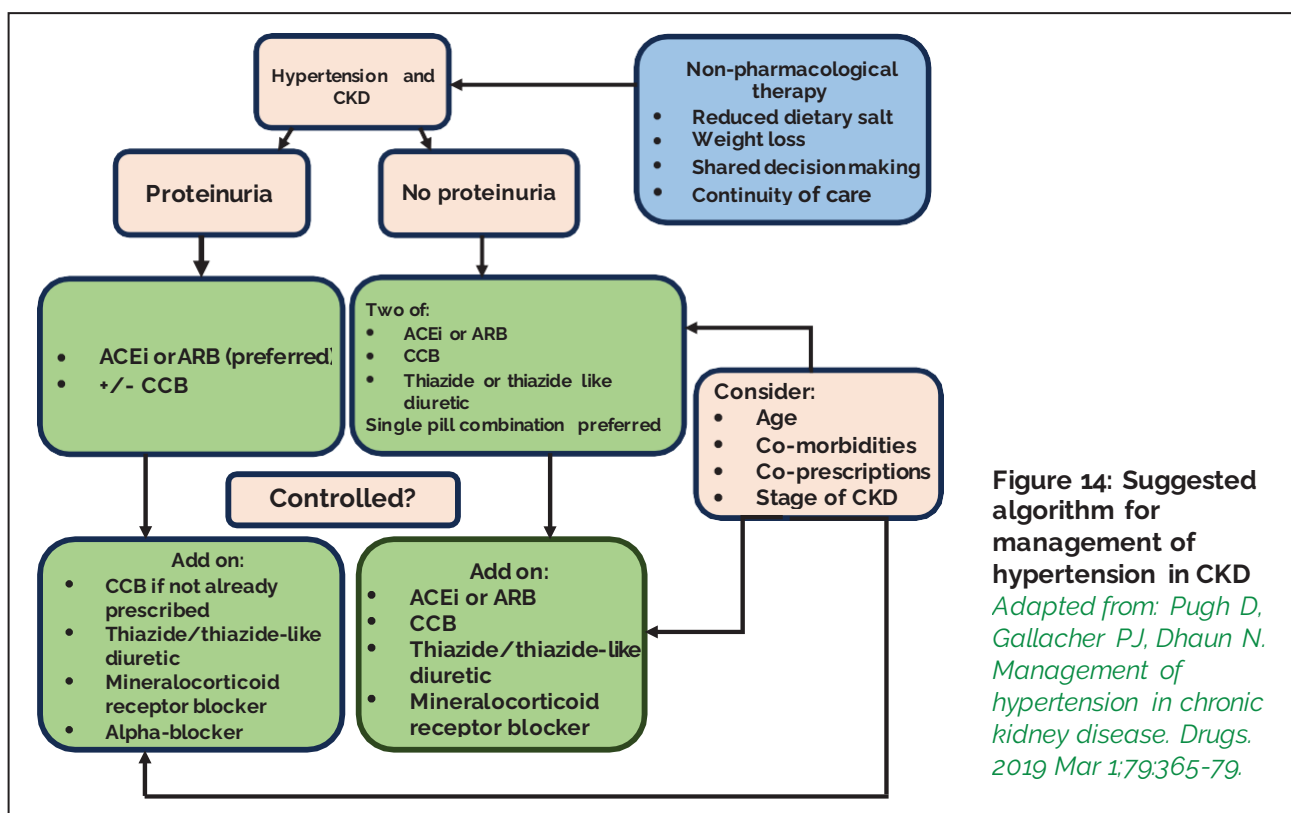 Hypertension and
CKD
Non-pharmacological
therapy
• Reduced dietary salt
• Weight loss
• Shared decision making
• Continuity of care
Proteinuria
No proteinuria
• ACEi or ARB (preferred)
• +/- CCB
Two of:
• ACEi or ARB
• CCB
• Thiazide or thiazide like
diuretic
Single pill combination preferred
Consider:
• Age
• Co-morbidities
• Co-prescriptions
• Stage of CKD
Controlled?
Add on:
• CCB if not already
prescribed
• Thiazide/thiazide-like
diuretic
• Mineralocorticoid
receptor blocker
• Alpha-blocker
Add on:
• ACEi or ARB
• CCB
• Thiazide/thiazide-like
diuretic
• Mineralocorticoid
receptor blocker
Figure 14: Suggested
algorithm for
management of
hypertension in CKD
Adapted from: Pugh D,
Gallacher PJ, Dhaun N.
Management of
hypertension in chronic
kidney disease. Drugs.
2019 Mar 1;79:365-79.